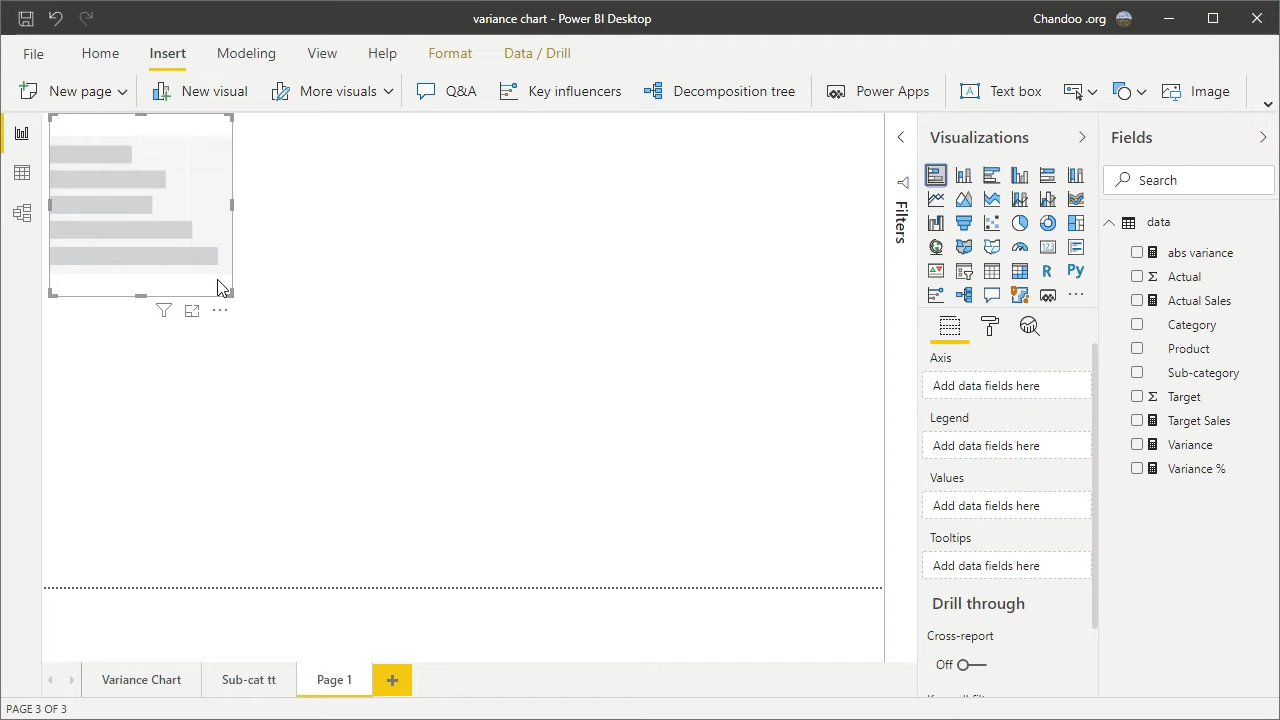 variance chart - Power BI Desktop
Chandoo .org
File
Home
Insert
Modeling
View
Help
Format
Data / Drill
New page
New visual
More visuals
Q&A
Key influencers
Decomposition tree
Power Apps
Text box
Image
Filters
Visualizations
123
R
Py
Axis
Add data fields here
Legend
Add data fields here
Values
Add data fields here
Tooltips
Add data fields here
Drill through
Cross-report
Off
Fields
Search
data
abs variance
Σ Actual
Actual Sales
Category
Product
Sub-category
Σ Target
Target Sales
Variance
Variance %
Variance Chart
Sub-cat tt
Page 1
PAGE 3 OF 3